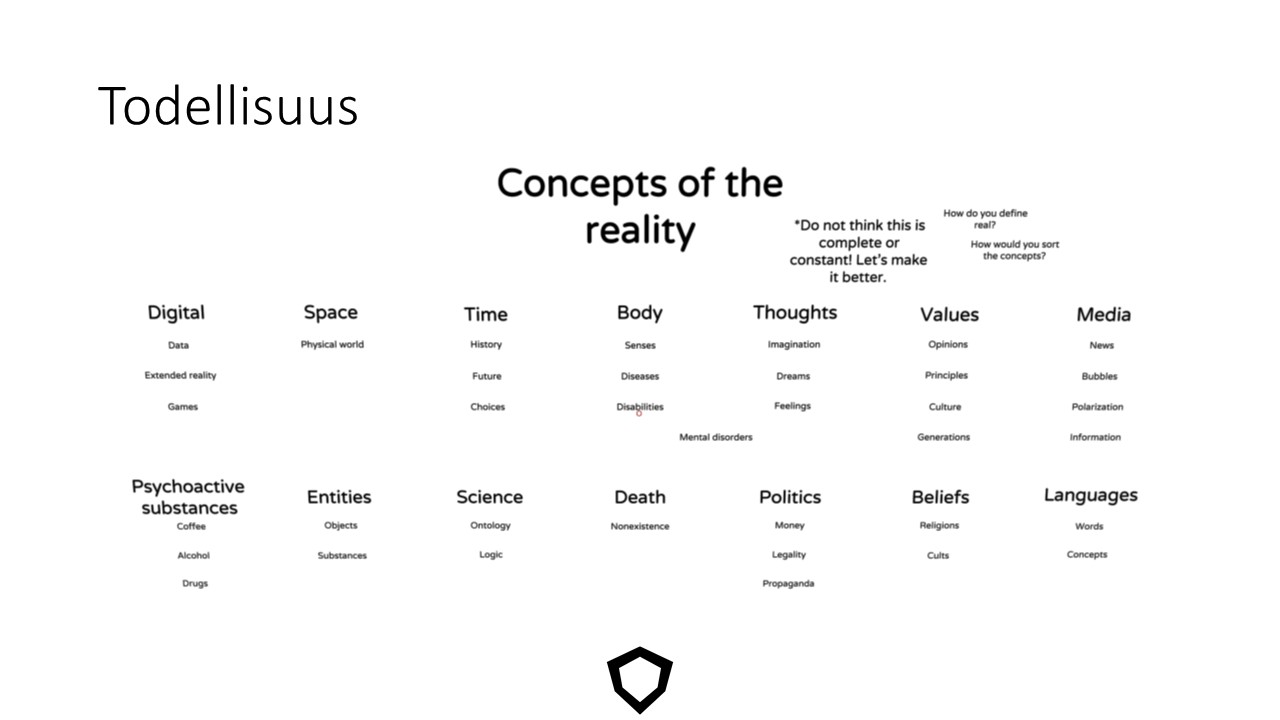 Todellisuus
Concepts of the
reality
*Do not think this is
complete or
constant! Let's make
it better.
How do you define
real?
How would you sort
the concepts?
Digital
Data
Extended reality
Games
Space
Physical world
Time
History
Future
Choices
Body
Senses
Diseases
Disabilities
Mental disorders
Thoughts
Imagination
Dreams
Feelings
Values
Opinions
Principles
Culture
Generations
Media
News
Bubbles
Polarization
Information
Psychoactive
substances
Coffee
Alcohol
Drugs
Entities
Objects
Substances
Science
Ontology
Logic
Death
Nonexistence
Politics
Money
Legality
Propaganda
Beliefs
Religions
Cults
Languages
Words
Concepts